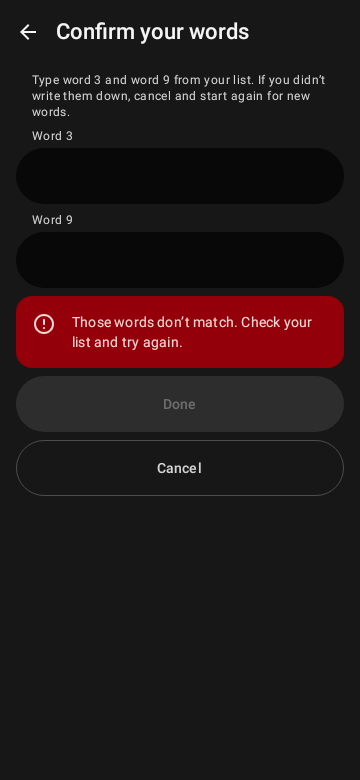 Confirm your words
Type word 3 and word 9 from your list. If you didn’t
write them down, cancel and start again for new
words.
Word 3
Word 9
Those words don’t match. Check your
list and try again.
Done
Cancel